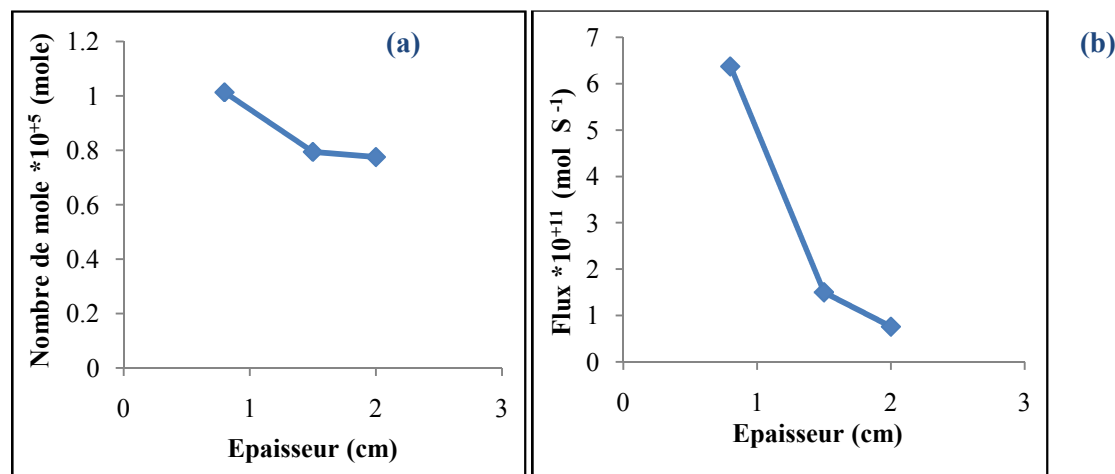 (a)
Nombre de mole *10+5 (mole)
1.2
1
0.8
0.6
0.4
0.2
0
0 1 2 3
Epaisseur (cm)
(b)
Flux *10+11 (mol S -1)
7
6
5
4
3
2
1
0
0 1 2 3
Epaisseur (cm)